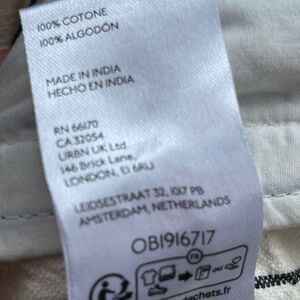 100% COTONE
100% ALGODÓN
MADE IN INDIA
HECHO EN INDIA
RN 66170
CA 32054
URBN UK Ltd.
146 Brick Lane,
LONDON, E1 6RU
LEIDSESTRAAT 32, 1017 PB
AMSTERDAM, NETHERLANDS
OB1916717
FR